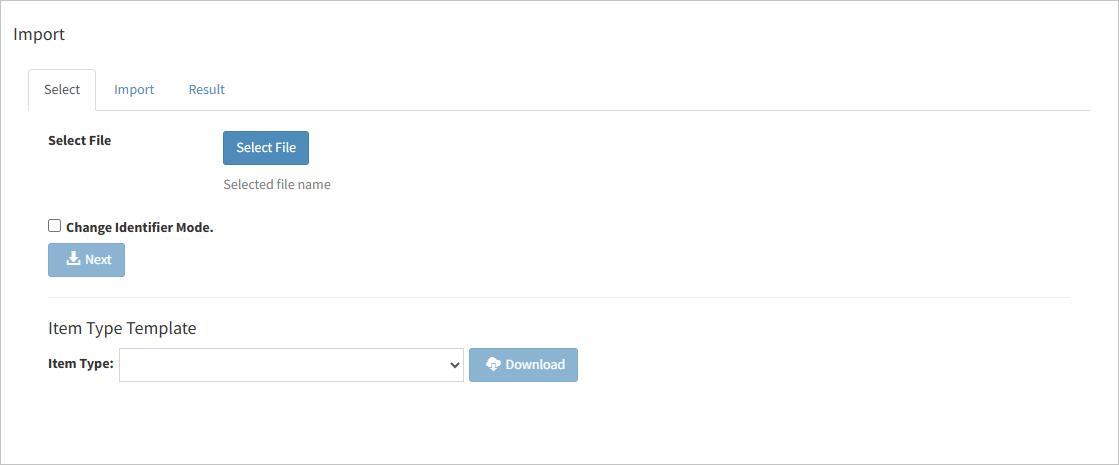 Import
Select Import Result
Select File Select File
Selected file name
Change Identifier Mode.
Next
Item Type Template
Item Type: Download